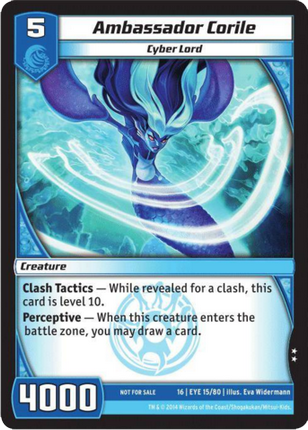 5
Ambassador Corile
Cyber Lord
Creature
Clash Tactics — While revealed for a clash, this
card is level 10.
Perceptive — When this creature enters the
battle zone, you may draw a card.
4000
NOT FOR SALE 16 | EYE 15/80 | illus. Eva Widermann
TM & © 2014 Wizards of the Coast/Shogakukan/Mitsui-Kids.